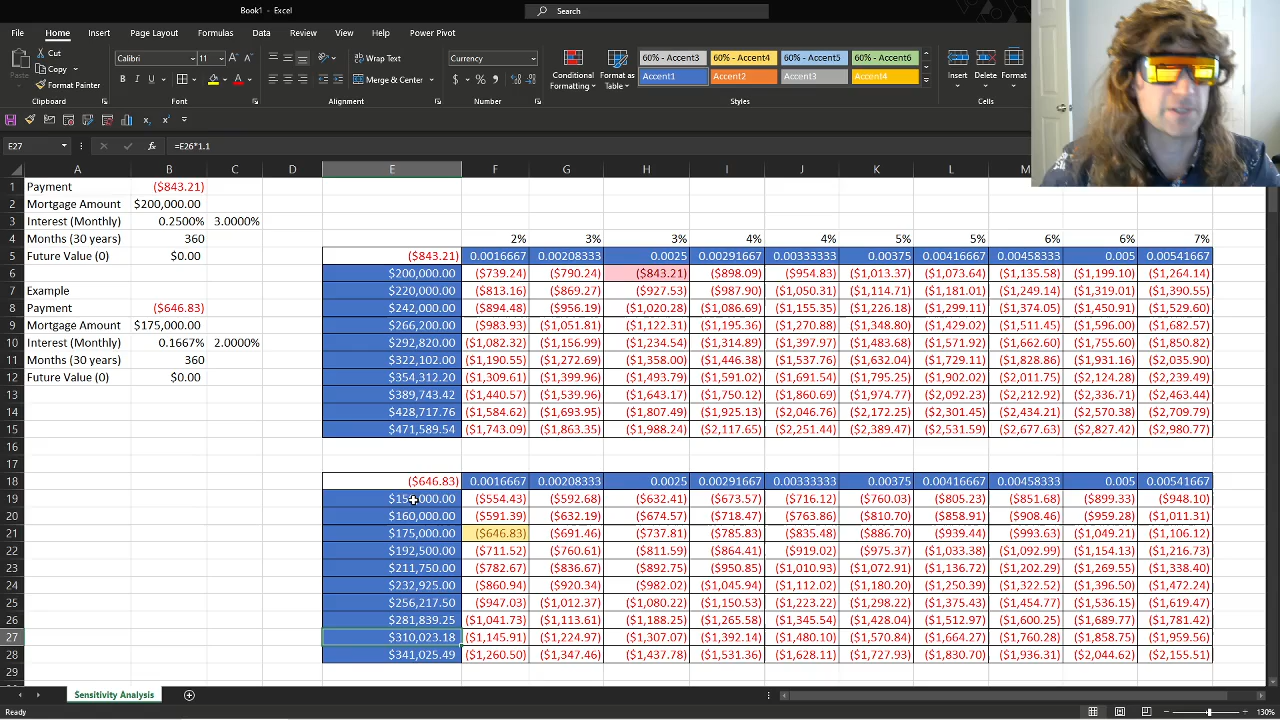 Book1 - Excel
Search
File Home Insert Page Layout Formulas Data Review View Help Power Pivot
Paste
Cut
Copy
Format Painter
Clipboard
Calibri 11
B I U
Font
Wrap Text
Merge & Center
Alignment
Currency
$ % 9
Number
Conditional Formatting
Format as Table
60% - Accent3 60% - Accent4 60% - Accent5 60% - Accent6
Accent1 Accent2 Accent3 Accent4
Styles
Insert Delete Format
Cells
E27 fx =E26*1.1
A B C D E F G H I J K L M
1 Payment ($843.21)
2 Mortgage Amount $200,000.00
3 Interest (Monthly) 0.2500% 3.0000%
4 Months (30 years) 360 2% 3% 3% 4% 4% 5% 5% 6% 6% 7%
5 Future Value (0) $0.00 ($843.21) 0.0016667 0.00208333 0.0025 0.00291667 0.00333333 0.00375 0.00416667 0.00458333 0.005 0.00541667
6 $200,000.00 ($739.24) ($790.24) ($843.21) ($898.09) ($954.83) ($1,013.37) ($1,073.64) ($1,135.58) ($1,199.10) ($1,264.14)
7 Example $220,000.00 ($813.16) ($869.27) ($927.53) ($987.90) ($1,050.31) ($1,114.71) ($1,181.01) ($1,249.14) ($1,319.01) ($1,390.55)
8 Payment ($646.83) $242,000.00 ($894.48) ($956.19) ($1,020.28) ($1,086.69) ($1,155.35) ($1,226.18) ($1,299.11) ($1,374.05) ($1,450.91) ($1,529.60)
9 Mortgage Amount $175,000.00 $266,200.00 ($983.93) ($1,051.81) ($1,122.31) ($1,195.36) ($1,270.88) ($1,348.80) ($1,429.02) ($1,511.45) ($1,596.00) ($1,682.57)
10 Interest (Monthly) 0.1667% 2.0000% $292,820.00 ($1,082.32) ($1,156.99) ($1,234.54) ($1,314.89) ($1,397.97) ($1,483.68) ($1,571.92) ($1,662.60) ($1,755.60) ($1,850.82)
11 Months (30 years) 360 $322,102.00 ($1,190.55) ($1,272.69) ($1,358.00) ($1,446.38) ($1,537.76) ($1,632.04) ($1,729.11) ($1,828.86) ($1,931.16) ($2,035.90)
12 Future Value (0) $0.00 $354,312.20 ($1,309.61) ($1,399.96) ($1,493.79) ($1,591.02) ($1,691.54) ($1,795.25) ($1,902.02) ($2,011.75) ($2,124.28) ($2,239.49)
13 $389,743.42 ($1,440.57) ($1,539.96) ($1,643.17) ($1,750.12) ($1,860.69) ($1,974.77) ($2,092.23) ($2,212.92) ($2,336.71) ($2,463.44)
14 $428,717.76 ($1,584.62) ($1,693.95) ($1,807.49) ($1,925.13) ($2,046.76) ($2,172.25) ($2,301.45) ($2,434.21) ($2,570.38) ($2,709.79)
15 $471,589.54 ($1,743.09) ($1,863.35) ($1,988.24) ($2,117.65) ($2,251.44) ($2,389.47) ($2,531.59) ($2,677.63) ($2,827.42) ($2,980.77)
16
17
18 ($646.83) 0.0016667 0.00208333 0.0025 0.00291667 0.00333333 0.00375 0.00416667 0.00458333 0.005 0.00541667
19 ($554.43) ($592.68) ($632.41) ($673.57) ($716.12) ($760.03) ($805.23) ($851.68) ($899.33) ($948.10)
20 $160,000.00 ($591.39) ($632.19) ($674.57) ($718.47) ($763.86) ($810.70) ($858.91) ($908.46) ($959.28) ($1,011.31)
21 $175,000.00 ($646.83) ($691.46) ($737.81) ($785.83) ($835.48) ($886.70) ($939.44) ($993.63) ($1,049.21) ($1,106.12)
22 $192,500.00 ($711.52) ($760.61) ($811.59) ($864.41) ($919.02) ($975.37) ($1,033.38) ($1,092.99) ($1,154.13) ($1,216.73)
23 $211,750.00 ($782.67) ($836.67) ($892.75) ($950.85) ($1,010.93) ($1,072.91) ($1,136.72) ($1,202.29) ($1,269.55) ($1,338.40)
24 $232,925.00 ($860.94) ($920.34) ($982.02) ($1,045.94) ($1,112.02) ($1,180.20) ($1,250.39) ($1,322.52) ($1,396.50) ($1,472.24)
25 $256,217.50 ($947.03) ($1,012.37) ($1,080.22) ($1,150.53) ($1,223.22) ($1,298.22) ($1,375.43) ($1,454.77) ($1,536.15) ($1,619.47)
26 $281,839.25 ($1,041.73) ($1,113.61) ($1,188.25) ($1,265.58) ($1,345.54) ($1,428.04) ($1,512.97) ($1,600.25) ($1,689.77) ($1,781.42)
27 $310,023.18 ($1,145.91) ($1,224.97) ($1,307.07) ($1,392.14) ($1,480.10) ($1,570.84) ($1,664.27) ($1,760.28) ($1,858.75) ($1,959.56)
28 $341,025.49 ($1,260.50) ($1,347.46) ($1,437.78) ($1,531.36) ($1,628.11) ($1,727.93) ($1,830.70) ($1,936.31) ($2,044.62) ($2,155.51)
29
Sensitivity Analysis
Ready 130%